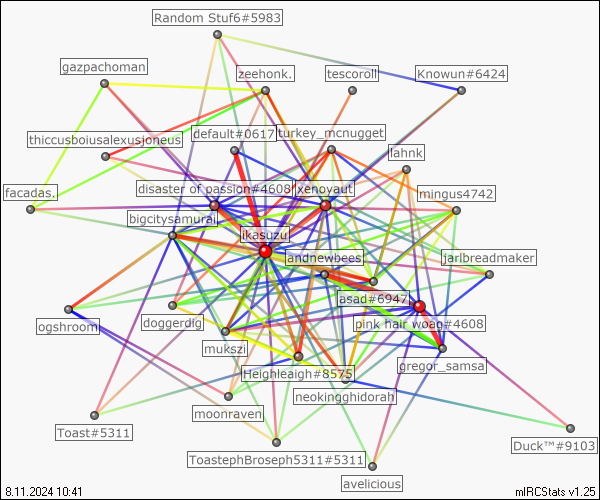 Random Stuf6#5983
gazpachoman
zeehonk.
tescoroll
Knowun#6424
thiccusboiusalexusjoneus
default#0617
turkey_mcnugget
lahnk
facadas.
disaster of passion#4608
xenoyaut
mingus4742
bigcitysamurai
ikasuzu
landnewbees
jarlbreadmaker
asad#6947
ogshroom
doggerdig
pink hair woag#4608
mukszi
gregor_samsa
Heighleigh#8575
neokingghidorah
moonraven
Toast#5311
ToastephBroseph5311#5311
Duck™#9103
avelicious
8.11.2024 10:41
mIRCStats v1.25